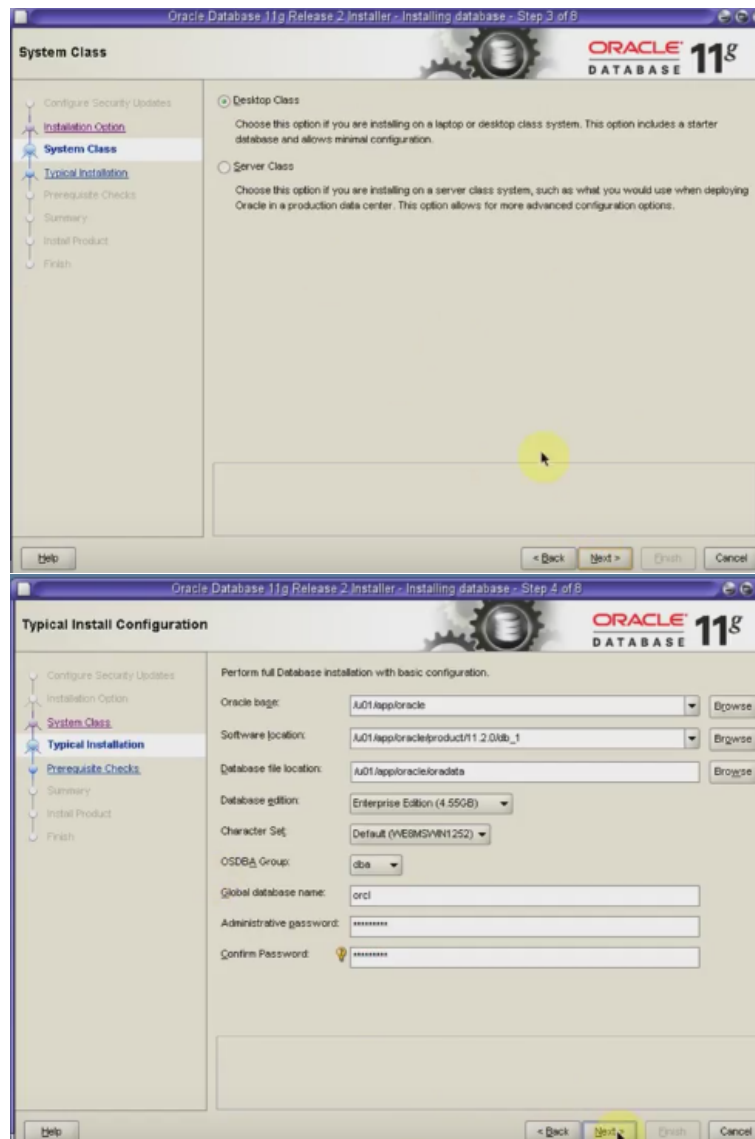 Oracle Database 11g Release 2 Installer - Installing database - Step 3 of 8
System Class
ORACLE
DATABASE 11g
Configure Security Updates
Installation Option
System Class
Typical Installation
Prerequisite Checks
Summary
Install Product
Finish
Desktop Class
Choose this option if you are installing on a laptop or desktop class system. This option includes a starter
database and allows minimal configuration.
Server Class
Choose this option if you are installing on a server class system, such as what you would use when deploying
Oracle in a production data center. This option allows for more advanced configuration options.
Help
< Back
Next >
Finish
Cancel
Oracle Database 11g Release 2 Installer - Installing database - Step 4 of 8
Typical Install Configuration
ORACLE
DATABASE 11g
Configure Security Updates
Installation Option
System Class
Typical Installation
Prerequisite Checks
Summary
Install Product
Finish
Perform full Database installation with basic configuration.
Oracle base: /u01/app/oracle Browse
Software location: /u01/app/oracle/product/11.2.0/db_1 Browse
Database file location: /u01/app/oracle/oradata Browse
Database edition: Enterprise Edition (4.55GB)
Character Set: Default (WE8MSWIN1252)
OSDBA Group: dba
Global database name: orcl
Administrative password: *********
Confirm Password: *********
Help
< Back
Next >
Finish
Cancel